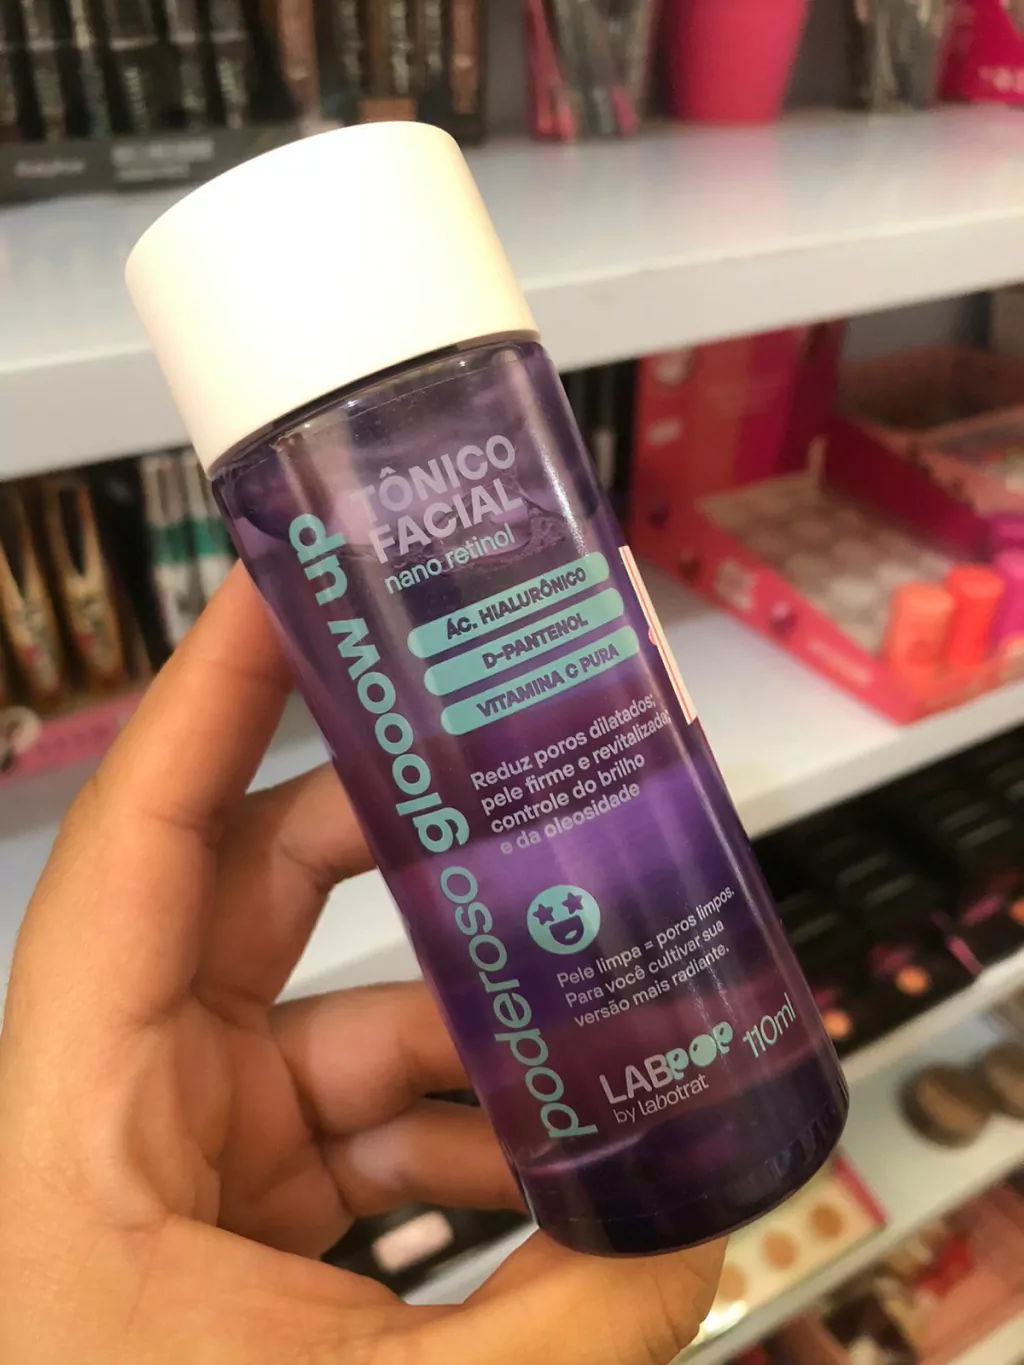 TÔNICO
FACIAL
nano retinol
poderoso glooow up
ÁC. HIALURÔNICO
D-PANTENOL
VITAMINA C PURA
Reduz poros dilatados;
pele firme e revitalizada;
controle do brilho
e da oleosidade
Pele limpa = poros limpos.
Para você cultivar sua
versão mais radiante.
LABPOP 110ml
by labotrat